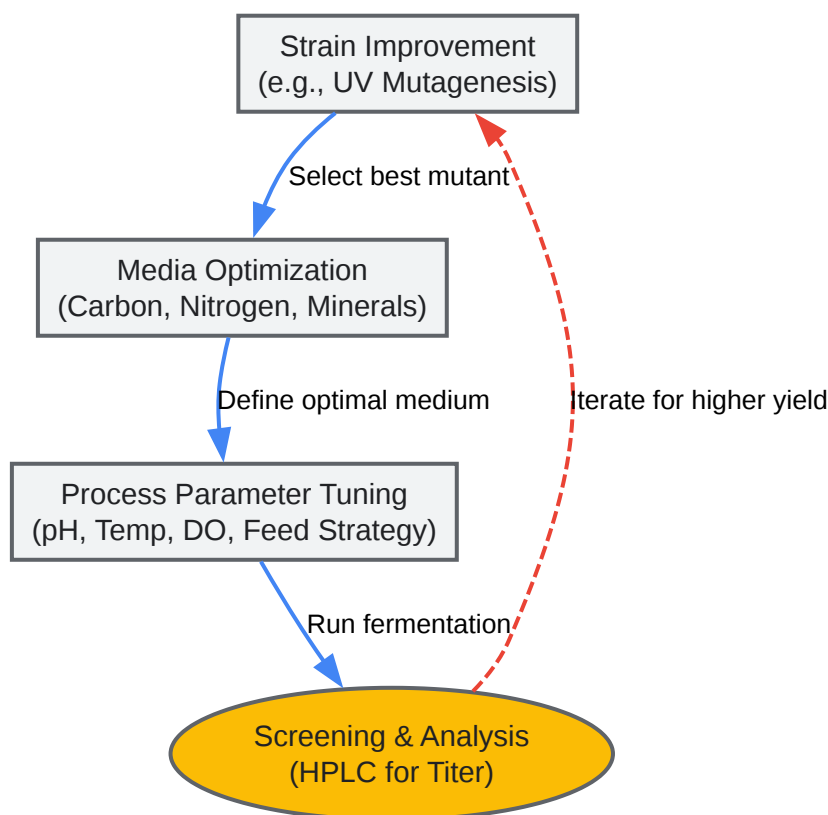 Strain Improvement
(e.g., UV Mutagenesis)
Select best mutant
Media Optimization
(Carbon, Nitrogen, Minerals)
Define optimal medium
Iterate for higher yield
Process Parameter Tuning
(pH, Temp, DO, Feed Strategy)
Run fermentation
Screening & Analysis
(HPLC for Titer)